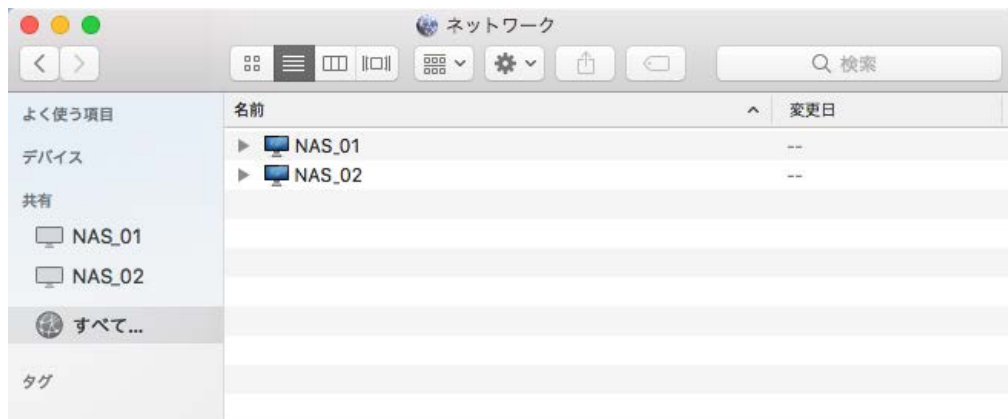 ネットワーク
検索
よく使う項目
デバイス
共有
NAS_01
NAS_02
すべて...
タグ
名前 変更日
NAS_01 --
NAS_02 --